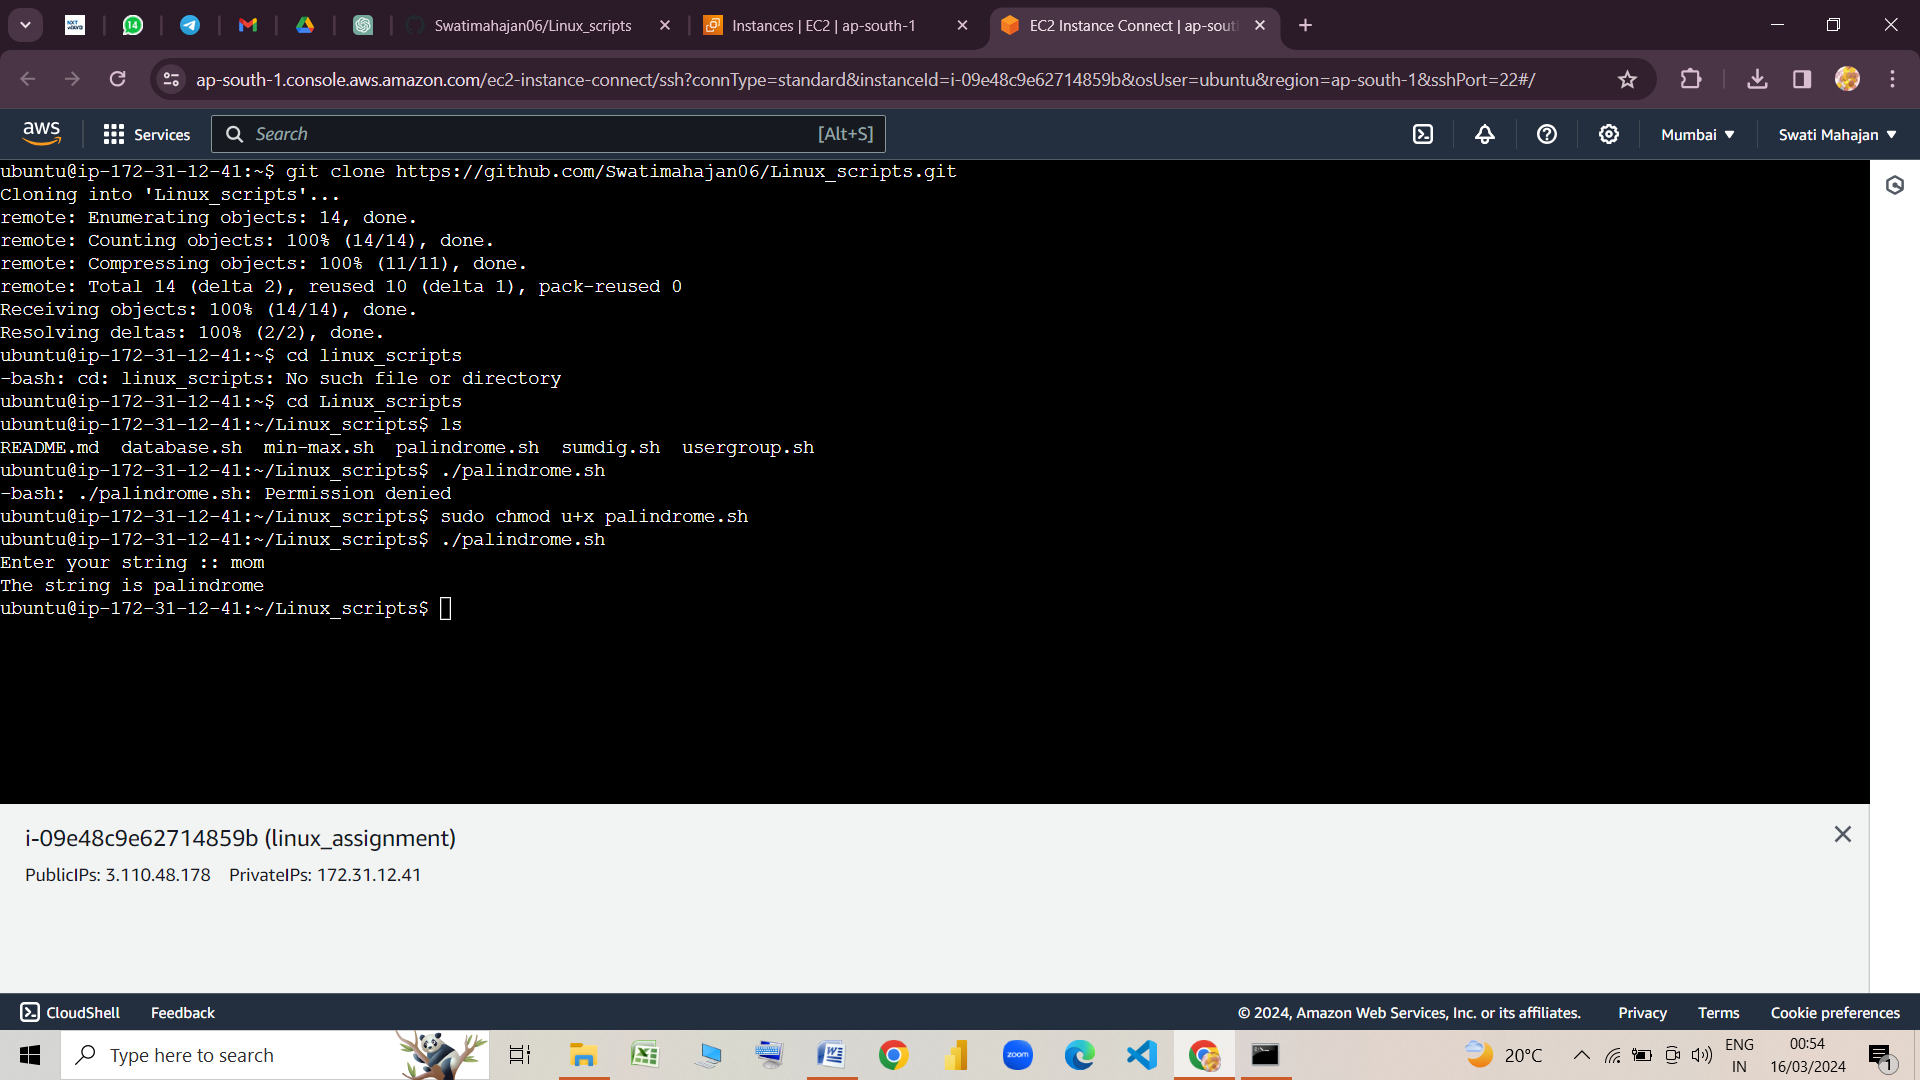 14
Swatimahajan06/Linux_scripts
Instances | EC2 | ap-south-1
EC2 Instance Connect | ap-sout
ap-south-1.console.aws.amazon.com/ec2-instance-connect/ssh?connType=standard&instanceId=i-09e48c9e62714859b&osUser=ubuntu&region=ap-south-1&sshPort=22#/
aws
Services
Search
[Alt+S]
Mumbai
Swati Mahajan
ubuntu@ip-172-31-12-41:~$ git clone https://github.com/Swatimahajan06/Linux_scripts.git
Cloning into 'Linux_scripts'...
remote: Enumerating objects: 14, done.
remote: Counting objects: 100% (14/14), done.
remote: Compressing objects: 100% (11/11), done.
remote: Total 14 (delta 2), reused 10 (delta 1), pack-reused 0
Receiving objects: 100% (14/14), done.
Resolving deltas: 100% (2/2), done.
ubuntu@ip-172-31-12-41:~$ cd linux_scripts
-bash: cd: linux_scripts: No such file or directory
ubuntu@ip-172-31-12-41:~$ cd Linux_scripts
ubuntu@ip-172-31-12-41:~/Linux_scripts$ ls
README.md  database.sh  min-max.sh  palindrome.sh  sumdig.sh  usergroup.sh
ubuntu@ip-172-31-12-41:~/Linux_scripts$ ./palindrome.sh
-bash: ./palindrome.sh: Permission denied
ubuntu@ip-172-31-12-41:~/Linux_scripts$ sudo chmod u+x palindrome.sh
ubuntu@ip-172-31-12-41:~/Linux_scripts$ ./palindrome.sh
Enter your string :: mom
The string is palindrome
ubuntu@ip-172-31-12-41:~/Linux_scripts$
i-09e48c9e62714859b (linux_assignment)
PublicIPs: 3.110.48.178 PrivateIPs: 172.31.12.41
CloudShell
Feedback
© 2024, Amazon Web Services, Inc. or its affiliates.
Privacy
Terms
Cookie preferences
Type here to search
zoom
20°C
ENG
IN
00:54
16/03/2024
1